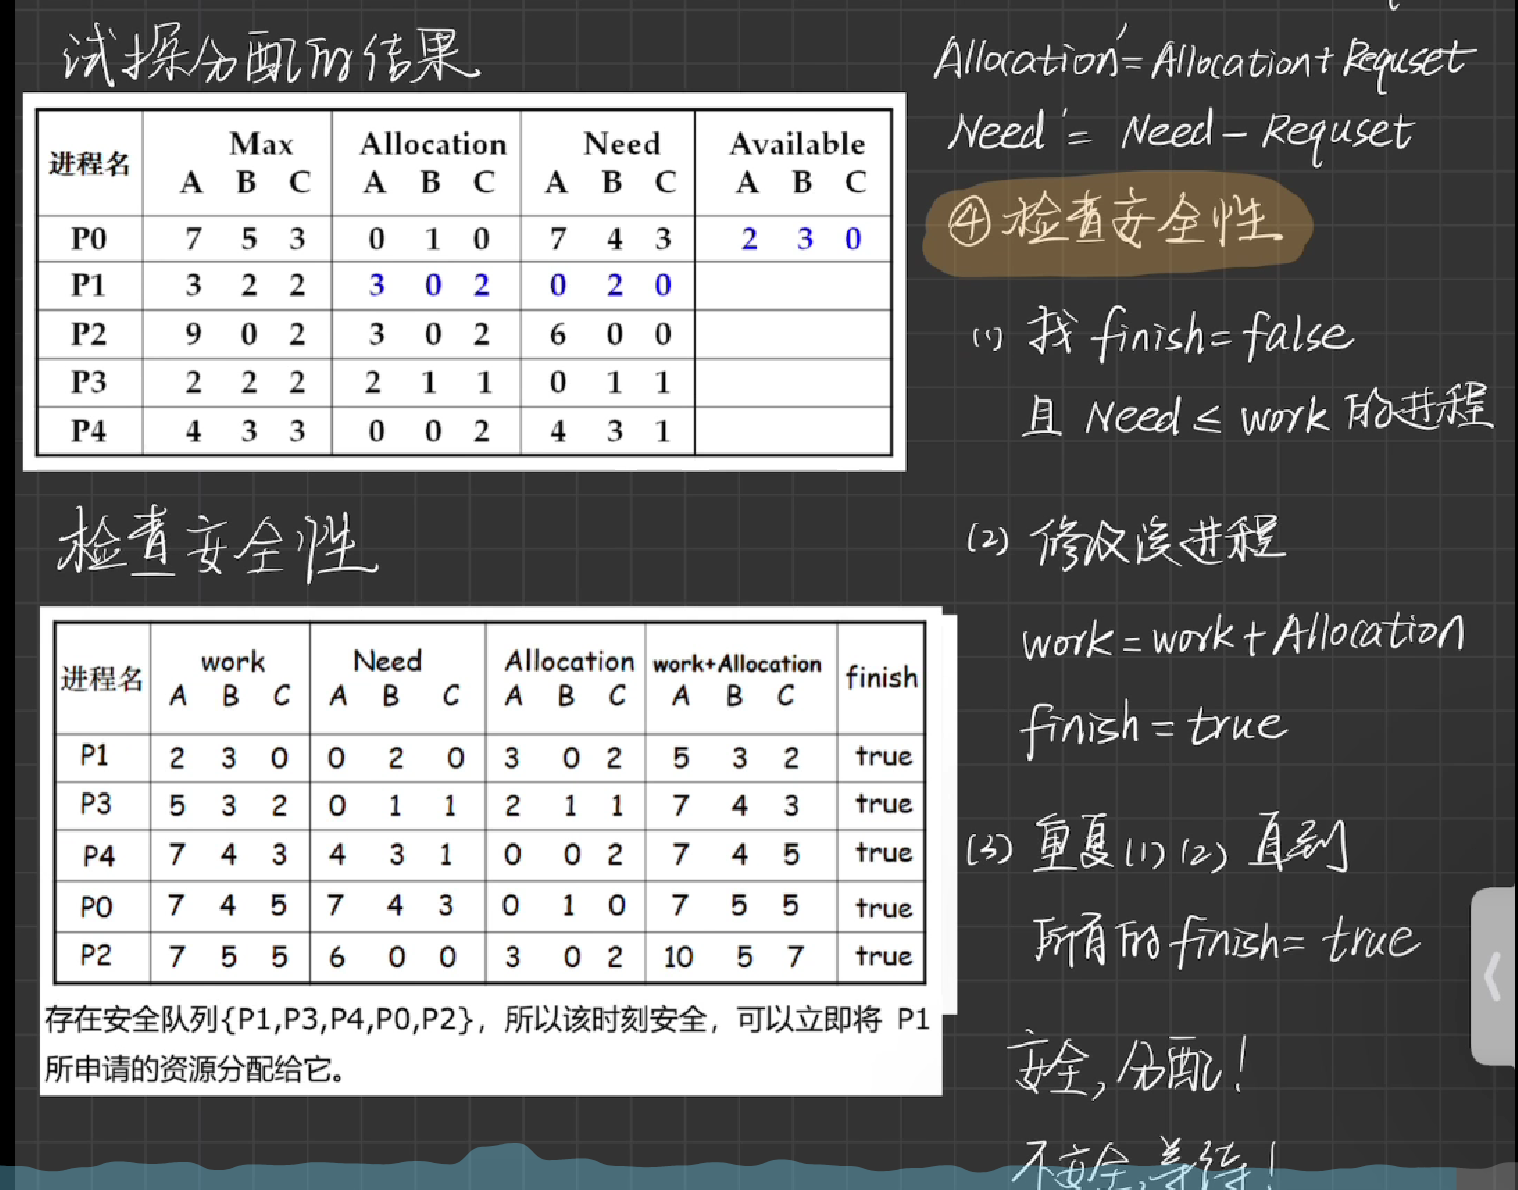 试探分配的结果
进程名 Max Allocation Need Available
A B C A B C A B C A B C
P0 7 5 3 0 1 0 7 4 3 2 3 0
P1 3 2 2 3 0 2 0 2 0
P2 9 0 2 3 0 2 6 0 0
P3 2 2 2 2 1 1 0 1 1
P4 4 3 3 0 0 2 4 3 1
检查安全性
进程名 work Need Allocation work+Allocation finish
A B C A B C A B C A B C
P1 2 3 0 0 2 0 3 0 2 5 3 2 true
P3 5 3 2 0 1 1 2 1 1 7 4 3 true
P4 7 4 3 4 3 1 0 0 2 7 4 5 true
P0 7 4 5 7 4 3 0 1 0 7 5 5 true
P2 7 5 5 6 0 0 3 0 2 10 5 7 true
存在安全队列{P1,P3,P4,P0,P2}，所以该时刻安全，可以立即将 P1
所申请的资源分配给它。
Allocation'=Allocation+Requset
Need'= Need-Requset
④检查安全性
(1) 找 finish=false
且 Need≤work 的进程
(2) 修改该进程
work=work+Allocation
finish=true
(3) 重复(1)(2) 直到
所有的finish=true
安全,分配!
不安全,等待!